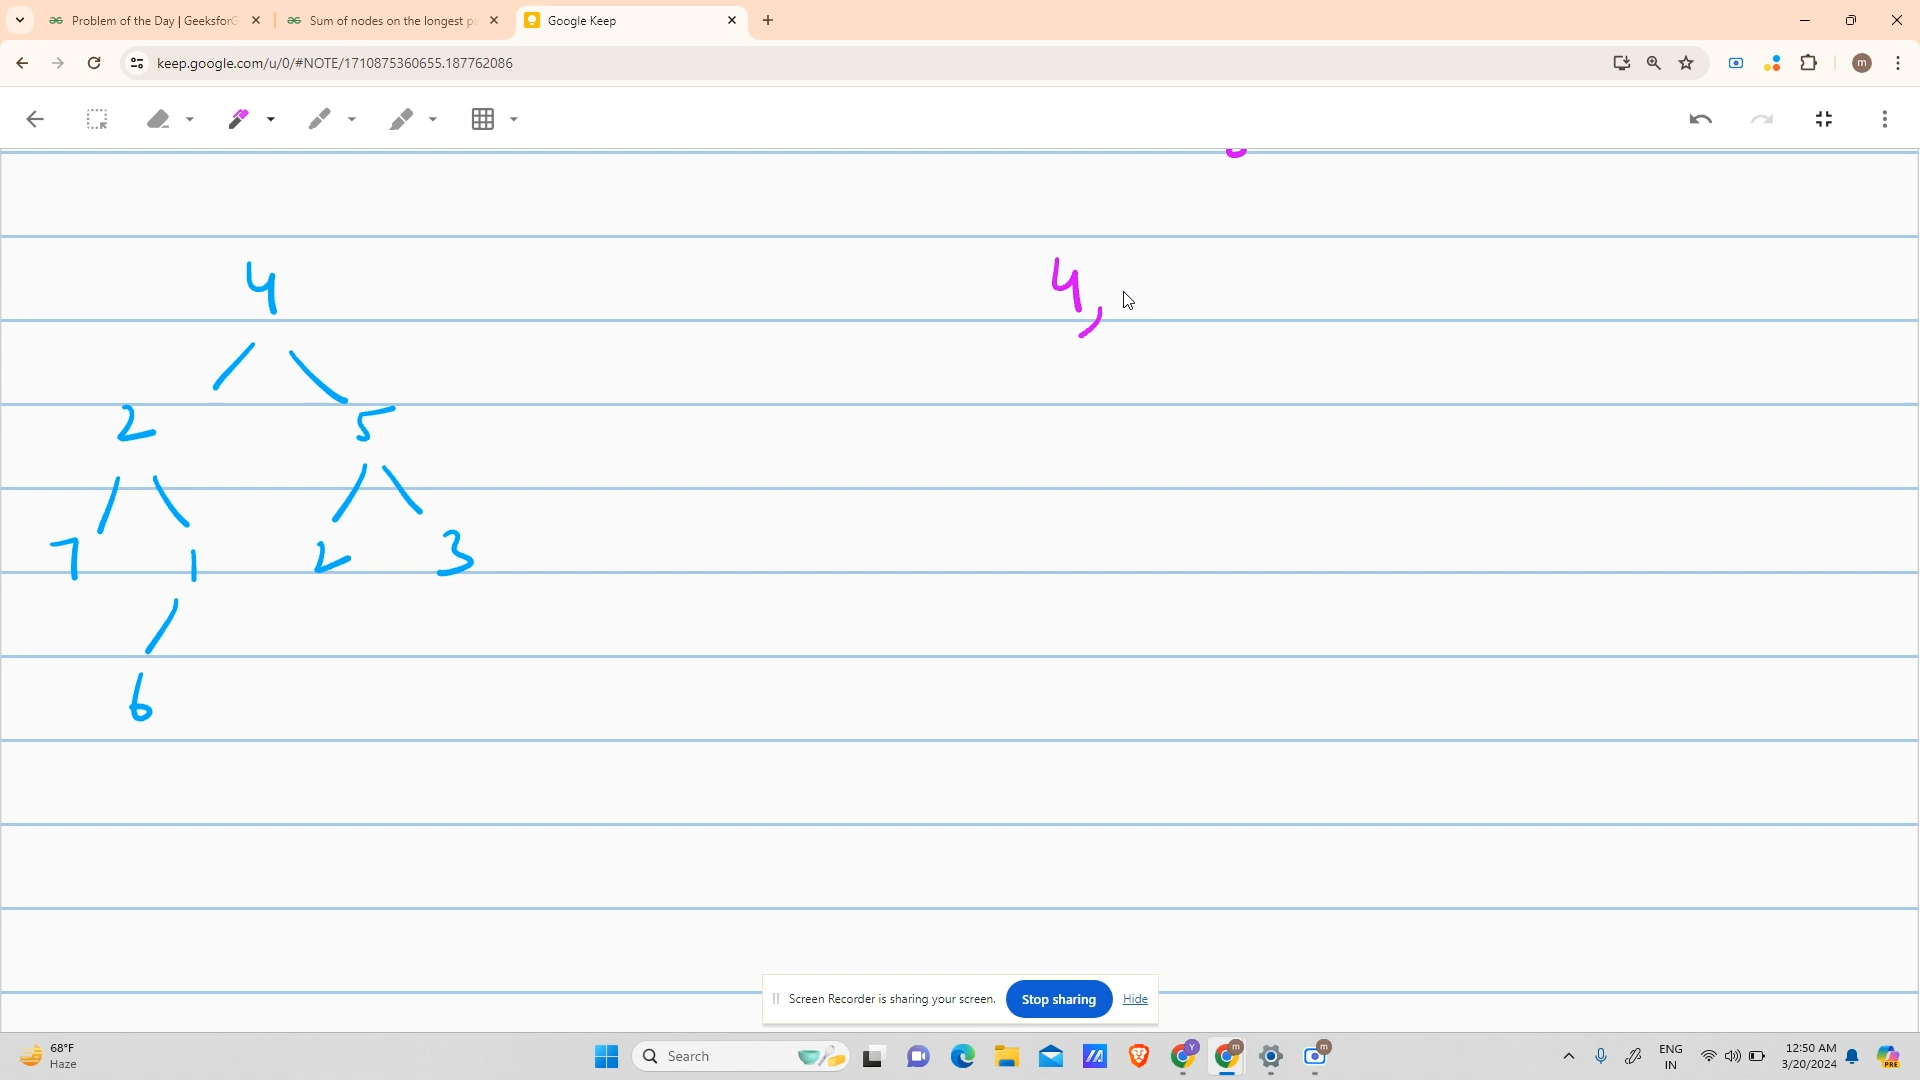 Problem of the Day | GeeksforG
Sum of nodes on the longest p
Google Keep
keep.google.com/u/0/#NOTE/1710875360655.187762086
m
4
4,
2 5
7 1 2 3
6
Screen Recorder is sharing your screen.
Stop sharing
Hide
68°F
Haze
Search
PRE
Y
m
m
ENG
IN
12:50 AM
3/20/2024
PRE